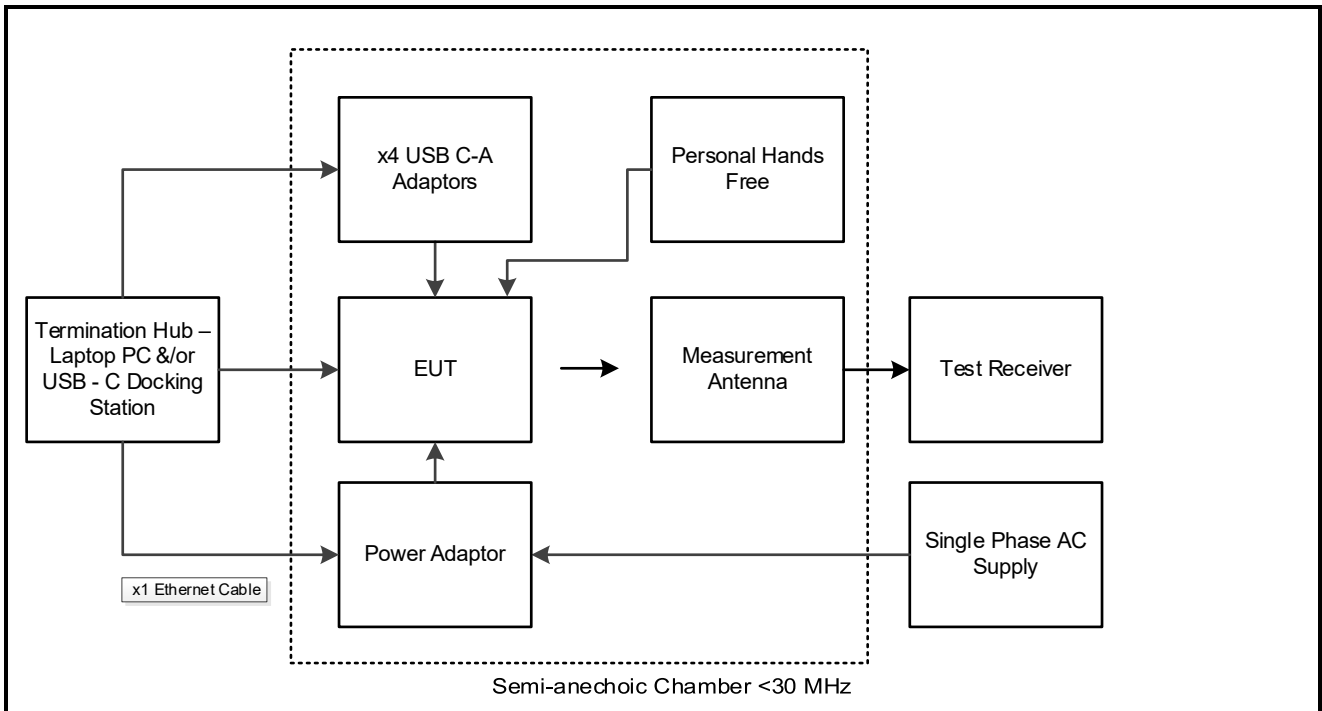 x4 USB C-A
Adaptors
Personal Hands
Free
Termination Hub –
Laptop PC &/or
USB - C Docking
Station
EUT
Measurement
Antenna
Test Receiver
Power Adaptor
Single Phase AC
Supply
x1 Ethernet Cable
Semi-anechoic Chamber <30 MHz